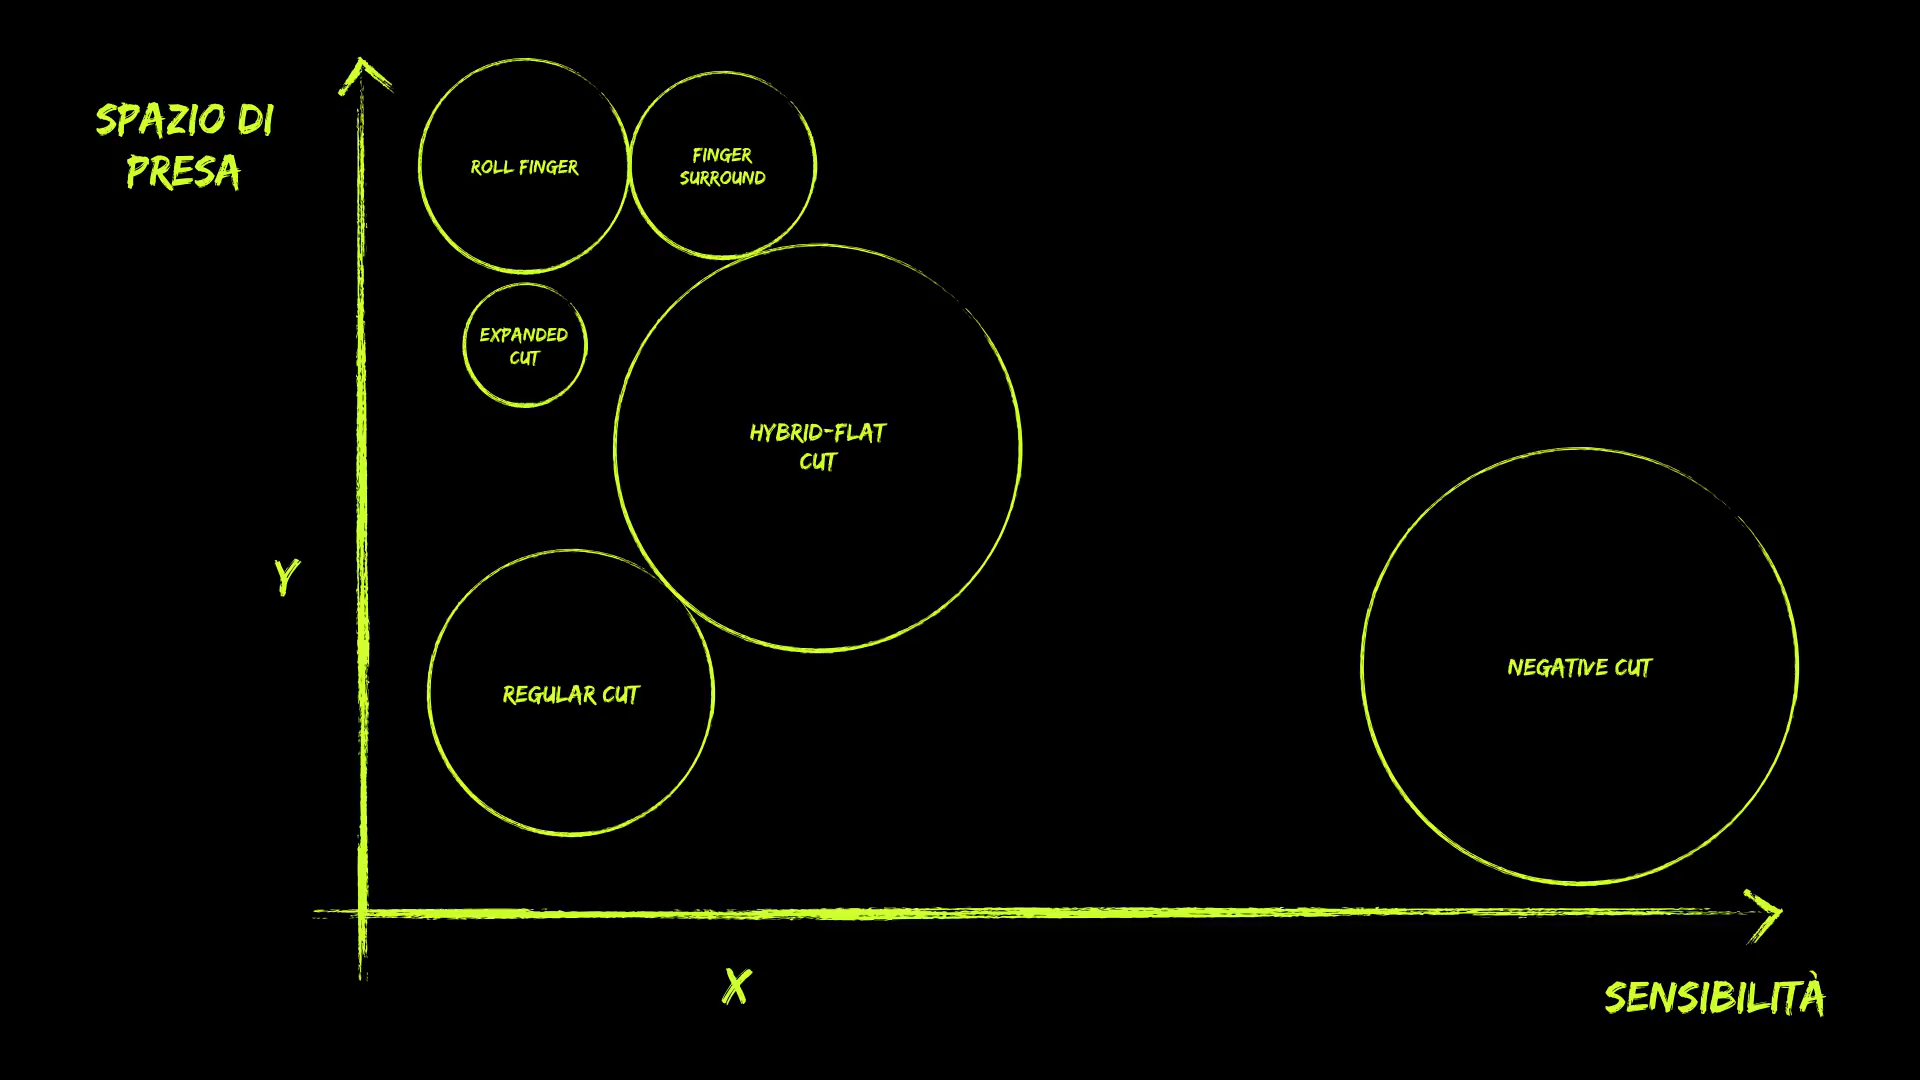 SPAZIO DI
PRESA
ROLL FINGER
FINGER
SURROUND
EXPANDED
CUT
HYBRID-FLAT
CUT
Y
REGULAR CUT
NEGATIVE CUT
X
SENSIBILITÀ